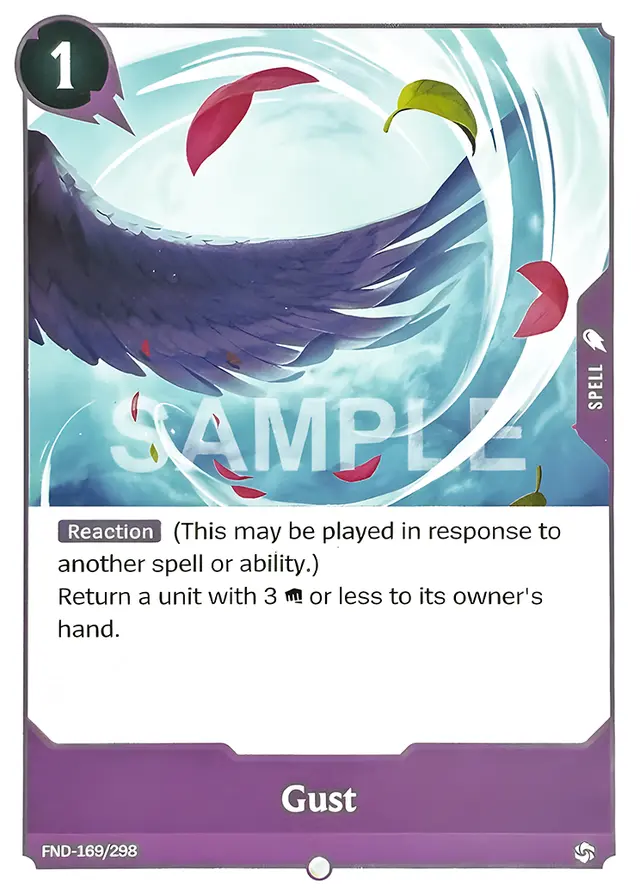 1
SPELL
SAMPLE
Reaction (This may be played in response to
another spell or ability.)
Return a unit with 3 or less to its owner's
hand.
Gust
FND-169/298